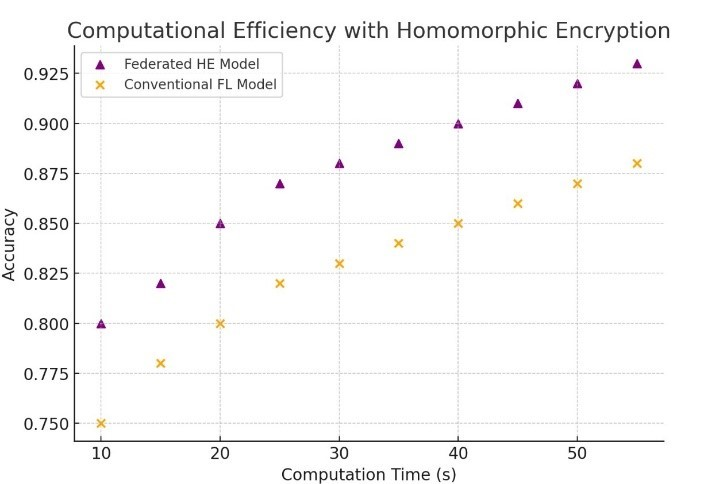 Computational Efficiency with Homomorphic Encryption
Federated HE Model
Conventional FL Model
0.925
0.900
0.875
0.850
0.825
0.800
0.775
0.750
Accuracy
10 20 30 40 50
Computation Time (s)